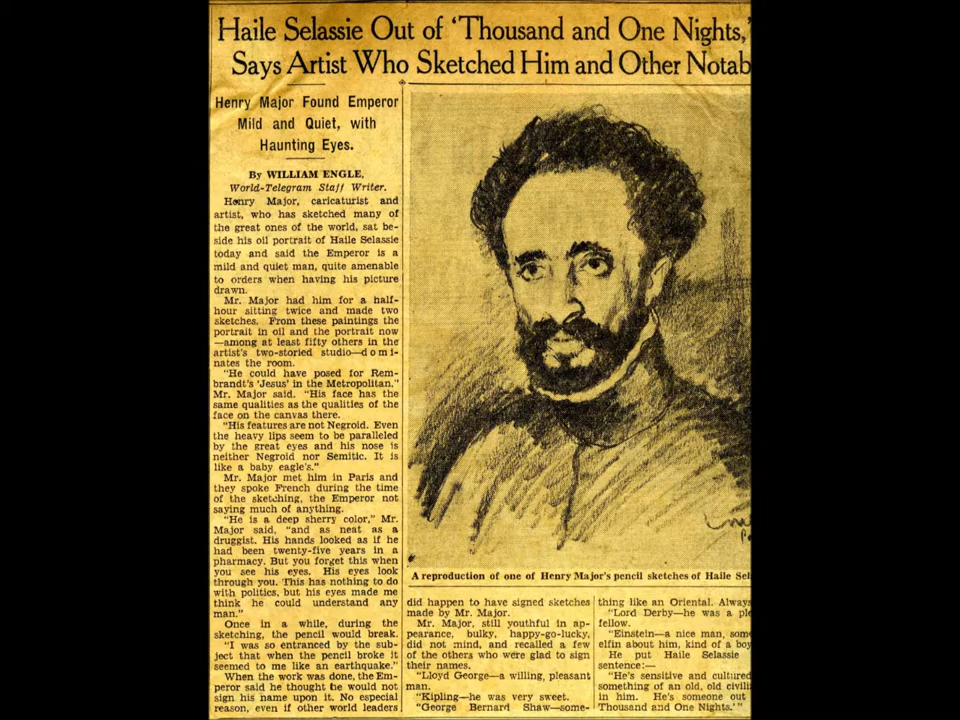 Haile Selassie Out of ‘Thousand and One Nights,’
Says Artist Who Sketched Him and Other
Henry Major Found Emperor
Mild and Quiet, with
Haunting Eyes.
By WILLIAM ENGLE,
World-Telegram Staff Writer.
Henry Major, caricaturist and
artist, who has sketched many of
the great ones of the world, sat be-
side his oil portrait of Haile Selassie
today and said the Emperor is a
mild and quiet man, quite amenable
to orders when having his picture
drawn.
Mr. Major had him for a half-
hour sitting twice and made two
sketches. From these paintings the
portrait in oil and the portrait now
—among at least fifty others in the
artist's two-storied studio—domi-
nates the room.
"He could have posed for Rem-
brandt's 'Jesus' in the Metropolitan,"
Mr. Major said. "His face has the
same qualities as the qualities of the
face on the canvas there.
"His features are not Negroid. Even
the heavy lips seem to be paralleled
by the great eyes and his nose is
neither Negroid nor Semitic. It is
like a baby eagle's."
Mr. Major met him in Paris and
they spoke French during the time
of the sketching, the Emperor not
saying much of anything.
"He is a deep sherry color," Mr.
Major said, "and as neat as a
druggist. His hands looked as if he
had been twenty-five years in a
pharmacy. But you forget this when
you see his eyes. His eyes look
through you. This has nothing to do
with politics, but his eyes made me
think he could understand any
man."
Once in a while, during the
sketching, the pencil would break.
"I was so entranced by the sub-
ject that when the pencil broke it
seemed to me like an earthquake."
When the work was done, the Em-
peror said he thought he would not
sign his name upon it. No especial
reason, even if other world leaders
A reproduction of one of Henry Major's pencil sketches of Haile
did happen to have signed sketches
made by Mr. Major.
Mr. Major, still youthful in ap-
pearance, bulky, happy-go-lucky,
did not mind, and recalled a few
of the others who were glad to sign
their names.
"Lloyd George—a willing, pleasant
man.
"Kipling—he was very sweet.
"George Bernard Shaw—some-
thing like an Oriental. Always
"Lord Derby—he was a
fellow.
"Einstein—a nice man,
elfin about him, kind of a
He put Haile Selassie
sentence:—
"He's sensitive and cultured
something of an old, old
in him. He's someone out
'Thousand and One Nights.'"